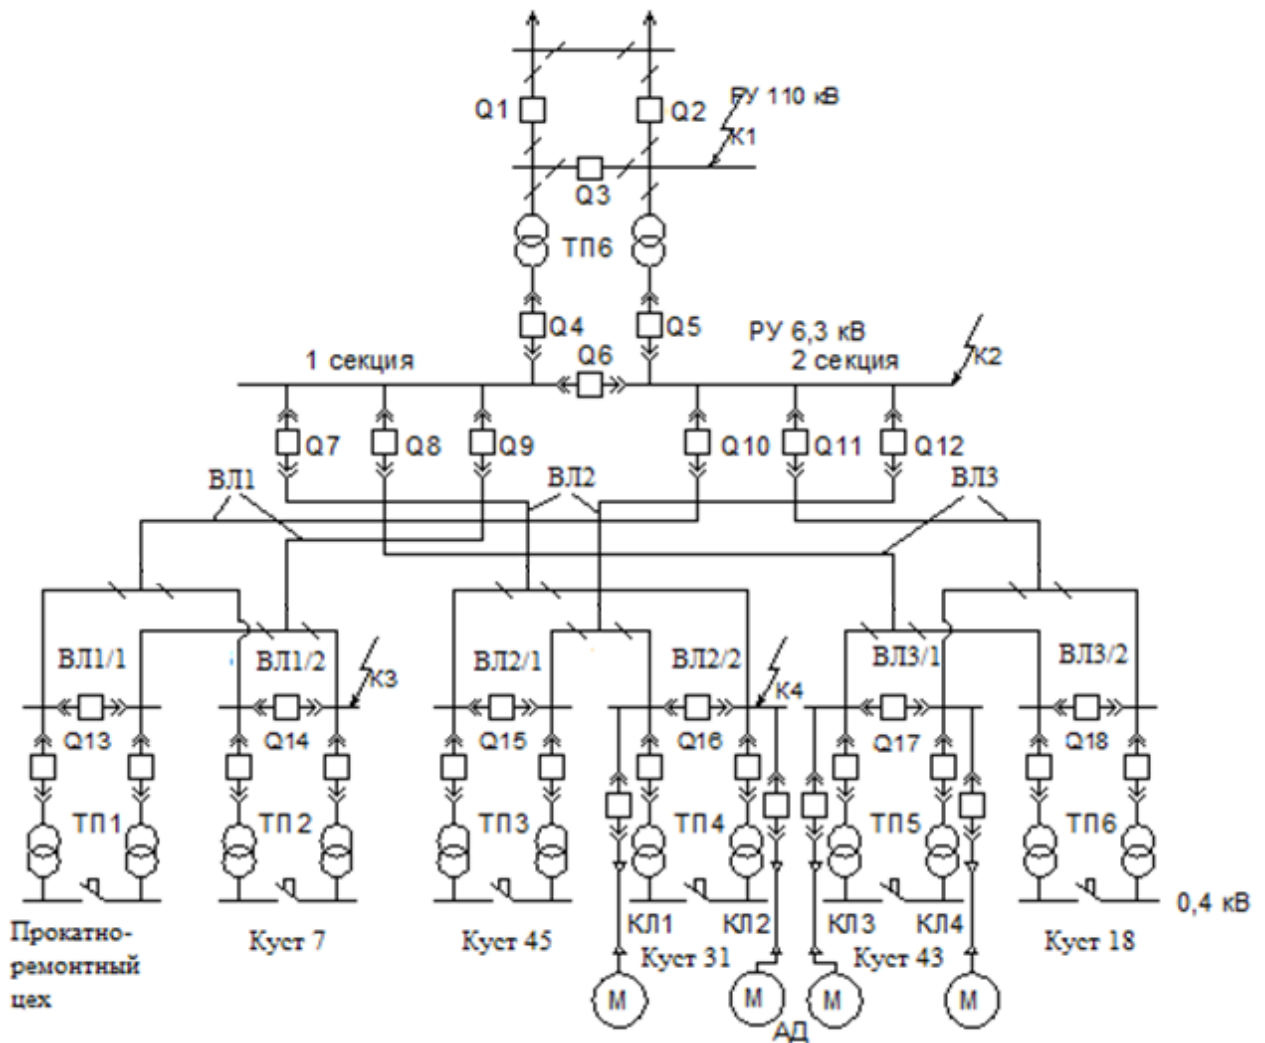 РУ 110 кВ
Q1
Q2
К1
Q3
ТП6
Q4
Q5
РУ 6,3 кВ
1 секция
Q6
2 секция
К2
Q7
Q8
Q9
Q10
Q11
Q12
ВЛ1
ВЛ2
ВЛ3
ВЛ1/1
ВЛ1/2
К3
ВЛ2/1
ВЛ2/2
К4
ВЛ3/1
ВЛ3/2
Q13
Q14
Q15
Q16
Q17
Q18
ТП1
ТП2
ТП3
ТП4
ТП5
ТП6
0,4 кВ
КЛ1
КЛ2
КЛ3
КЛ4
Прокатно-
ремонтный
цех
Куст 7
Куст 45
Куст 31
Куст 43
Куст 18
М
М
М
М
АД